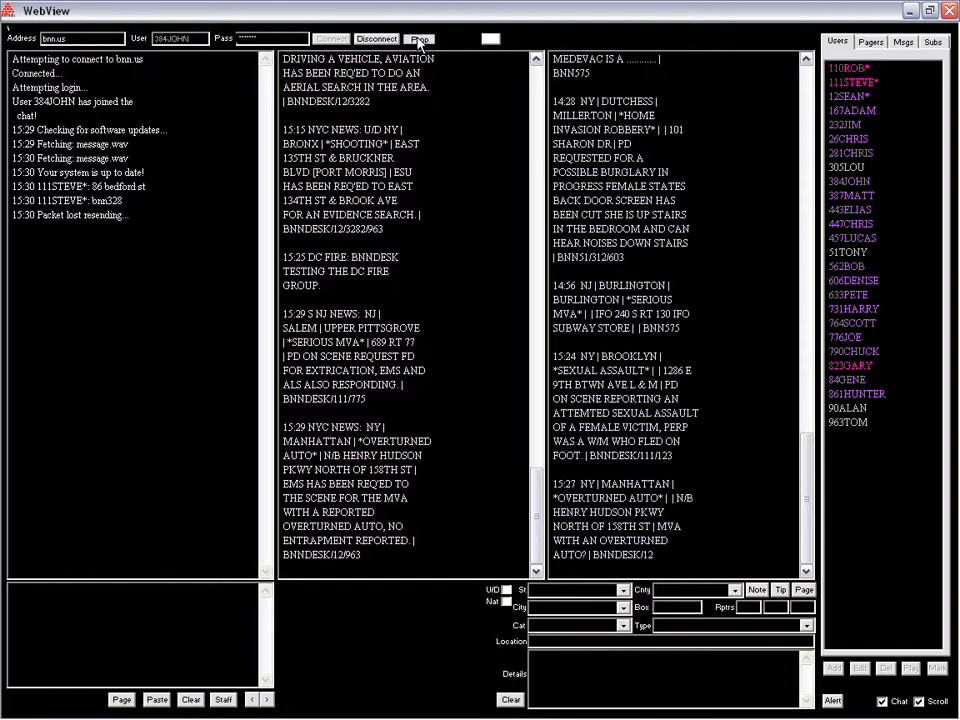 WebView
Address bnn.us User 384JOHN Pass ******* Connect Disconnect
Attempting to connect to bnn.us
Connected...
Attempting login...
User 384JOHN has joined the
chat!
15:29 Checking for software updates...
15:29 Fetching: message.wav
15:30 Fetching: message.wav
15:30 Your system is up to date!
15:30 111STEVE*: 86 bedford st
15:30 111STEVE*: bnn328
15:30 Packet lost resending...
DRIVING A VEHICLE, AVIATION
HAS BEEN REQ'ED TO DO AN
AERIAL SEARCH IN THE AREA.
| BNNDESK/12/3282
15:15 NYC NEWS: U/D NY |
BRONX | *SHOOTING* | EAST
135TH ST & BRUCKNER
BLVD [PORT MORRIS] | ESU
HAS BEEN REQ'ED TO EAST
134TH ST & BROOK AVE
FOR AN EVIDENCE SEARCH. |
BNNDESK/12/3282/963
15:25 DC FIRE: BNNDESK
TESTING THE DC FIRE
GROUP.
15:29 S NJ NEWS: NJ |
SALEM | UPPER PITTSGROVE
| *SERIOUS MVA* | 689 RT 77
| PD ON SCENE REQUEST FD
FOR EXTRICATION, EMS AND
ALS ALSO RESPONDING. |
BNNDESK/111/775
15:29 NYC NEWS: NY |
MANHATTAN | *OVERTURNED
AUTO* | N/B HENRY HUDSON
PKWY NORTH OF 158TH ST |
EMS HAS BEEN REQ'ED TO
THE SCENE FOR THE MVA
WITH A REPORTED
OVERTURNED AUTO, NO
ENTRAPMENT REPORTED. |
BNNDESK/12/963
MEDEVAC IS A ............ |
BNN575
14:28 NY | DUTCHESS |
MILLERTON | *HOME
INVASION ROBBERY* | | 101
SHARON DR | PD
REQUESTED FOR A
POSSIBLE BURGLARY IN
PROGRESS FEMALE STATES
BACK DOOR SCREEN HAS
BEEN CUT SHE IS UP STAIRS
IN THE BEDROOM AND CAN
HEAR NOISES DOWN STAIRS
| BNN51/312/603
14:56 NJ | BURLINGTON |
BURLINGTON | *SERIOUS
MVA* | | IFO 240 S RT 130 IFO
SUBWAY STORE | | BNN575
15:24 NY | BROOKLYN |
*SEXUAL ASSAULT* | | 1286 E
9TH BTWN AVE L & M | PD
ON SCENE REPORTING AN
ATTEMTED SEXUAL ASSAULT
OF A FEMALE VICTIM, PERP
WAS A W/M WHO FLED ON
FOOT. | BNNDESK/111/123
15:27 NY | MANHATTAN |
*OVERTURNED AUTO* | | N/B
HENRY HUDSON PKWY
NORTH OF 158TH ST | MVA
WITH AN OVERTURNED
AUTO? | BNNDESK/12
Users Pagers Msgs Subs
110ROB*
111STEVE*
12SEAN*
167ADAM
232JIM
26CHRIS
281CHRIS
305LOU
384JOHN
387MATT
443ELIAS
447CHRIS
457LUCAS
51TONY
562BOB
606DENISE
633PETE
731HARRY
764SCOTT
776JOE
790CHUCK
823GARY
84GENE
861HUNTER
90ALAN
963TOM
U/D St Cnty Note Tip Page
Nat City Box Rptrs
Cat Type
Location
Details
Page Paste Clear Staff < > Clear
Add Edit Del Play Mark
Alert Chat Scroll